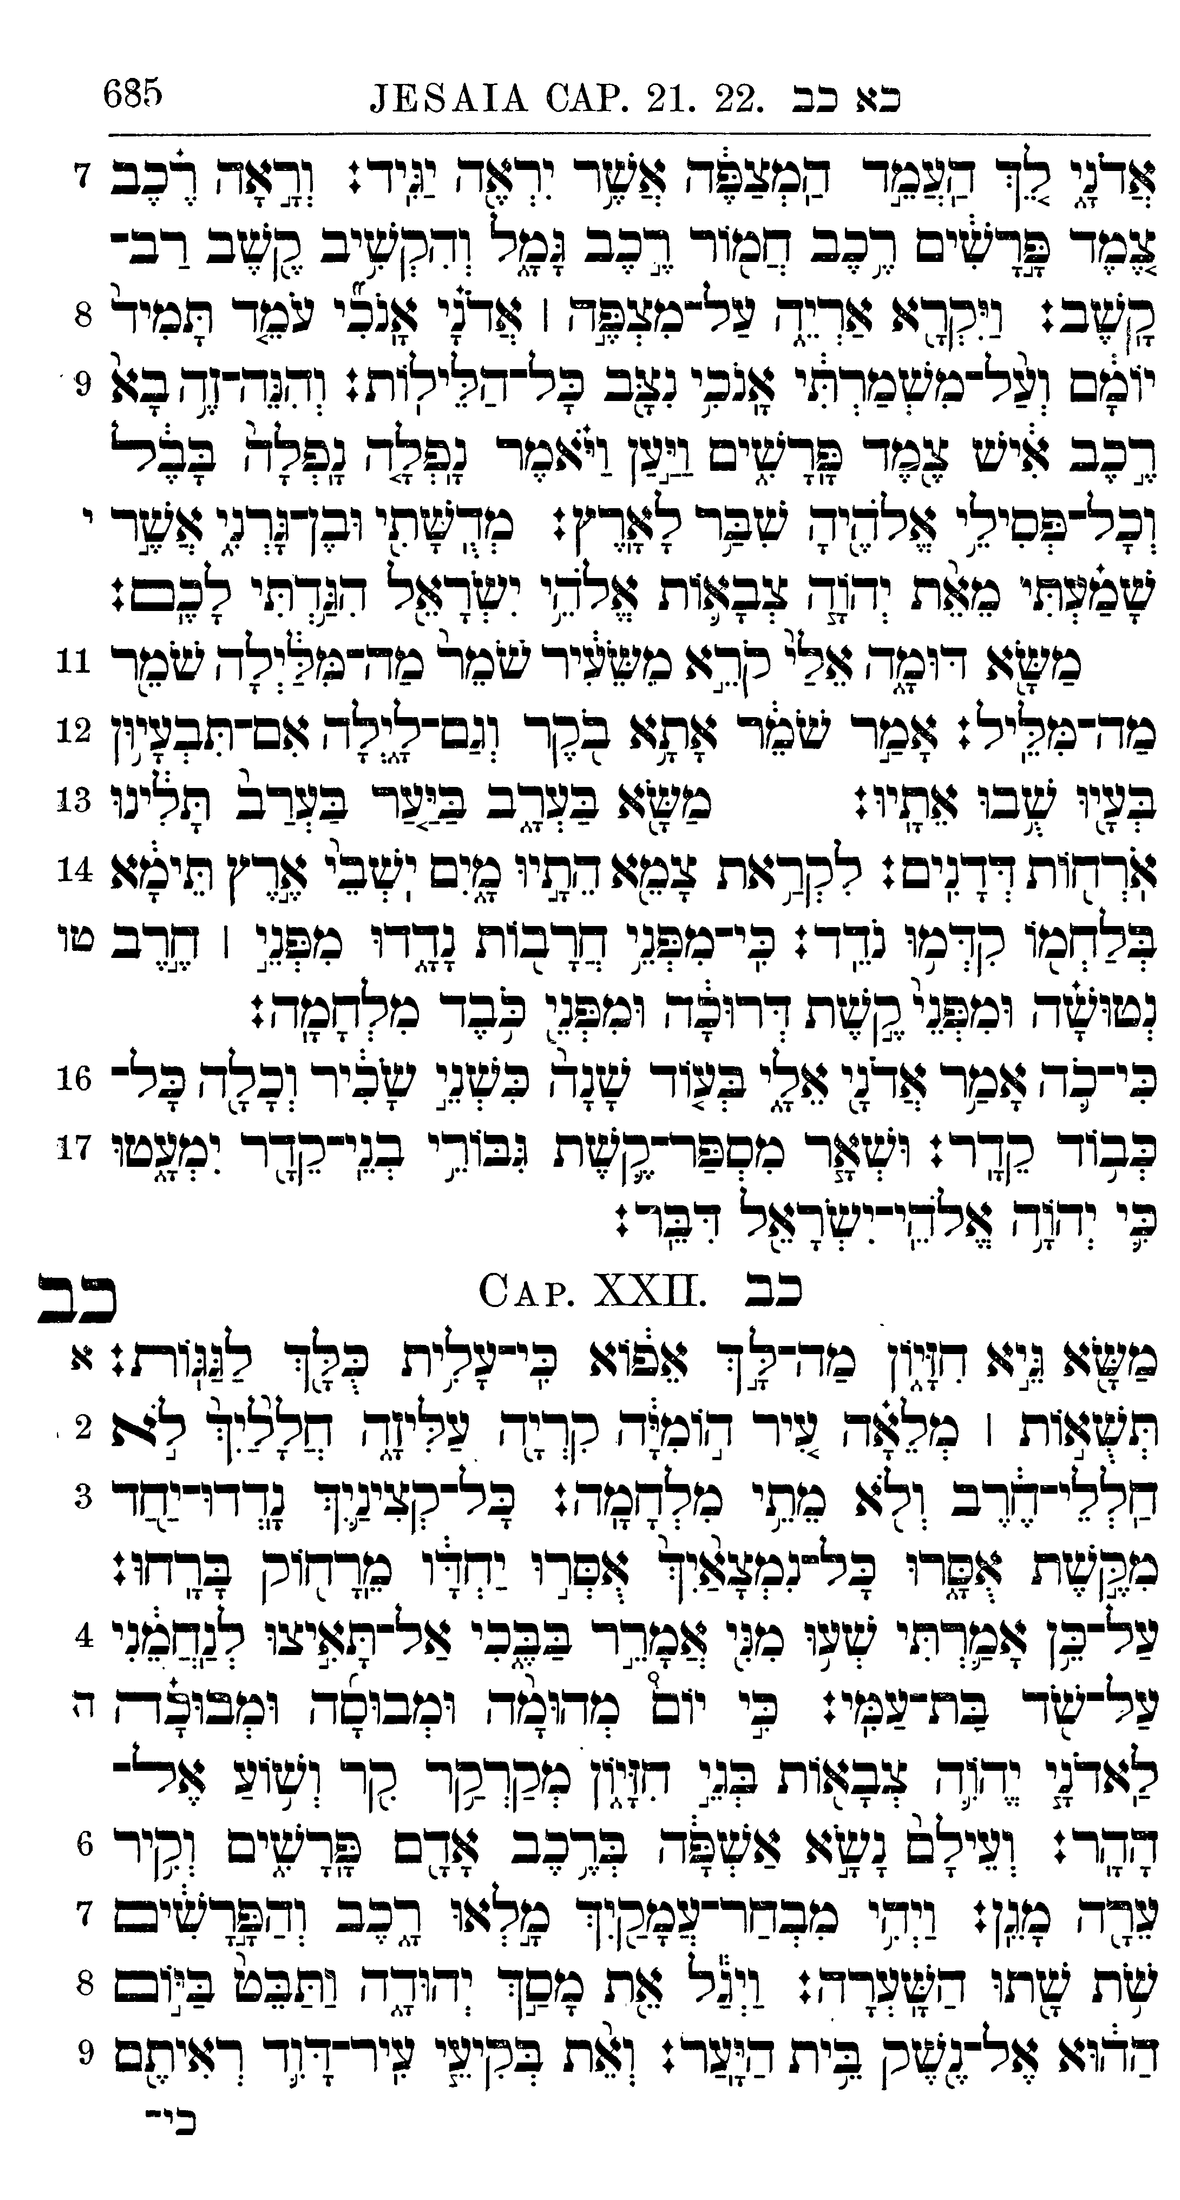 685 JESAIA CAP. 21. 22. כא כב
7 אֲדֹנָ֑י לֵ֚ךְ הַעֲמֵ֣ד הַֽמְצַפֶּ֔ה אֲשֶׁ֥ר יִרְאֶ֖ה יַגִּֽיד׃ וְרָ֣אָה רֶ֗כֶב
צֶ֚מֶד פָּֽרָשִׁ֔ים רֶ֥כֶב חֲמ֖וֹר רֶ֣כֶב גָּמָ֑ל וְהִקְשִׁ֥יב קֶ֖שֶׁב רַב־
8 קָֽשֶׁב׃ וַיִּקְרָ֖א אַרְיֵ֑ה עַל־מִצְפֶּ֣ה ׀ אֲדֹנָ֗י אָנֹכִ֞י עֹמֵ֤ד תָּמִיד֙
9 יוֹמָ֔ם וְעַ֨ל־מִשְׁמַרְתִּ֔י אָנֹכִ֥י נִצָּ֖ב כָּל־הַלֵּילֽוֹת׃ וְהִנֵּה־זֶ֥ה בָא֙
רֶ֣כֶב אִ֔ישׁ צֶ֖מֶד פָּֽרָשִׁ֑ים וַיַּ֣עַן וַיֹּ֗אמֶר נָפְלָ֤ה נָֽפְלָה֙ בָּבֶ֔ל
י וְכָל־פְּסִילֵ֥י אֱלֹהֶ֖יהָ שִׁבַּ֥ר לָאָֽרֶץ׃ מְדֻשָׁתִ֖י וּבֶן־גָּרְנִ֑י אֲשֶׁ֣ר
שָׁמַ֗עְתִּי מֵאֵ֨ת יְהוָ֧ה צְבָא֛וֹת אֱלֹהֵ֥י יִשְׂרָאֵ֖ל הִגַּ֥דְתִּי לָכֶֽם׃
11 מַשָּׂ֖א דּוּמָ֑ה אֵלַי֙ קֹרֵ֣א מִשֵּׂעִ֔יר שֹׁמֵר֙ מַה־מִּלַּ֔יְלָה שֹׁמֵ֖ר
12 מַה־מִּלֵּֽיל׃ אָמַ֣ר שֹׁמֵ֔ר אָתָ֥א בֹ֖קֶר וְגַם־לָ֑יְלָה אִם־תִּבְעָי֥וּן
13 בְּעָ֖יוּ שֻׁ֥בוּ אֵתָֽיוּ׃ מַשָּׂ֖א בַּעְרָ֑ב בַּיַּ֤עַר בַּעְרַב֙ תָּלִ֔ינוּ
14 אֹֽרְח֖וֹת דְּדָנִֽים׃ לִקְרַ֥את צָמֵ֖א הֵתָ֣יוּ מָ֑יִם יֹֽשְׁבֵי֙ אֶ֣רֶץ תֵּימָ֔א
טו בְּלַחְמ֖וֹ קִדְּמ֥וּ נֹדֵֽד׃ כִּֽי־מִפְּנֵ֥י חֲרָב֖וֹת נָדָ֑דוּ מִפְּנֵ֣י ׀ חֶ֣רֶב
נְטוּשָׁ֗ה וּמִפְּנֵי֙ קֶ֣שֶׁת דְּרוּכָ֔ה וּמִפְּנֵ֖י כֹּ֥בֶד מִלְחָמָֽה׃
16 כִּי־כֹ֛ה אָמַ֥ר אֲדֹנָ֖י אֵלָ֑י בְּע֤וֹד שָׁנָה֙ כִּשְׁנֵ֣י שָׂכִ֔יר וְכָלָ֖ה כָּל־
17 כְּב֥וֹד קֵדָֽר׃ וּשְׁאָ֧ר מִסְפַּר־קֶ֛שֶׁת גִּבּוֹרֵ֥י בְנֵֽי־קֵדָ֖ר יִמְעָ֑טוּ
כִּ֛י יְהוָ֥ה אֱלֹהֵֽי־יִשְׂרָאֵ֖ל דִּבֵּֽר׃
כב CAP. XXII. כב
א מַשָּׂ֖א גֵּ֣יא חִזָּי֑וֹן מַה־לָּ֣ךְ אֵפ֔וֹא כִּֽי־עָלִ֥ית כֻּלָּ֖ךְ לַגַּגּֽוֹת׃
2 תְּשֻׁא֣וֹת ׀ מְלֵאָ֗ה עִ֚יר הֽוֹמִיָּ֔ה קִרְיָ֖ה עַלִּיזָ֑ה חֲלָלַ֨יִךְ֙ לֹ֣א
3 חַלְלֵי־חֶ֔רֶב וְלֹ֖א מֵתֵ֥י מִלְחָמָֽה׃ כָּל־קְצִינַ֥יִךְ נָֽדְדוּ־יַ֖חַד
מִקֶּ֣שֶׁת אֻסָּ֑רוּ כָּל־נִמְצָאַ֨יִךְ֙ אֻסְּר֣וּ יַחְדָּ֔ו מֵרָח֖וֹק בָּרָֽחוּ׃
4 עַל־כֵּ֥ן אָמַ֛רְתִּי שְׁע֥וּ מִנִּ֖י אֲמָרֵ֣ר בַּבֶּ֑כִי אַל־תָּאִ֣יצוּ לְנַֽחֲמֵ֔נִי
ה עַל־שֹׁ֖ד בַּת־עַמִּֽי׃ כִּ֣י יוֹם֩ מְהוּמָ֨ה וּמְבוּסָ֜ה וּמְבוּכָ֗ה
לַֽאדֹנָ֧י יֱהוִ֛ה צְבָא֖וֹת בְּגֵ֣י חִזָּי֑וֹן מְקַרְקַ֥ר קִ֖ר וְשׁ֥וֹעַ אֶל־
6 הָהָֽר׃ וְעֵילָם֙ נָשָׂ֣א אַשְׁפָּ֔ה בְּרֶ֥כֶב אָדָ֖ם פָּֽרָשִׁ֑ים וְקִ֥יר
7 עֵרָ֖ה מָגֵֽן׃ וַיְהִ֥י מִבְחַר־עֲמָקַ֖יִךְ מָ֣לְאוּ רָ֑כֶב וְהַפָּ֣רָשִׁ֔ים
8 שֹׁ֖ת שָׁ֥תוּ הַשָּֽׁעְרָה׃ וַיְגַ֕ל אֵ֖ת מָסַ֣ךְ יְהוּדָ֑ה וַתַּבֵּט֙ בַּיּ֣וֹם
9 הַה֔וּא אֶל־נֶ֖שֶׁק בֵּ֥ית הַיָּֽעַר׃ וְאֵ֨ת בְּקִיעֵ֧י עִֽיר־דָּוִ֛ד רְאִיתֶ֖ם
כי־